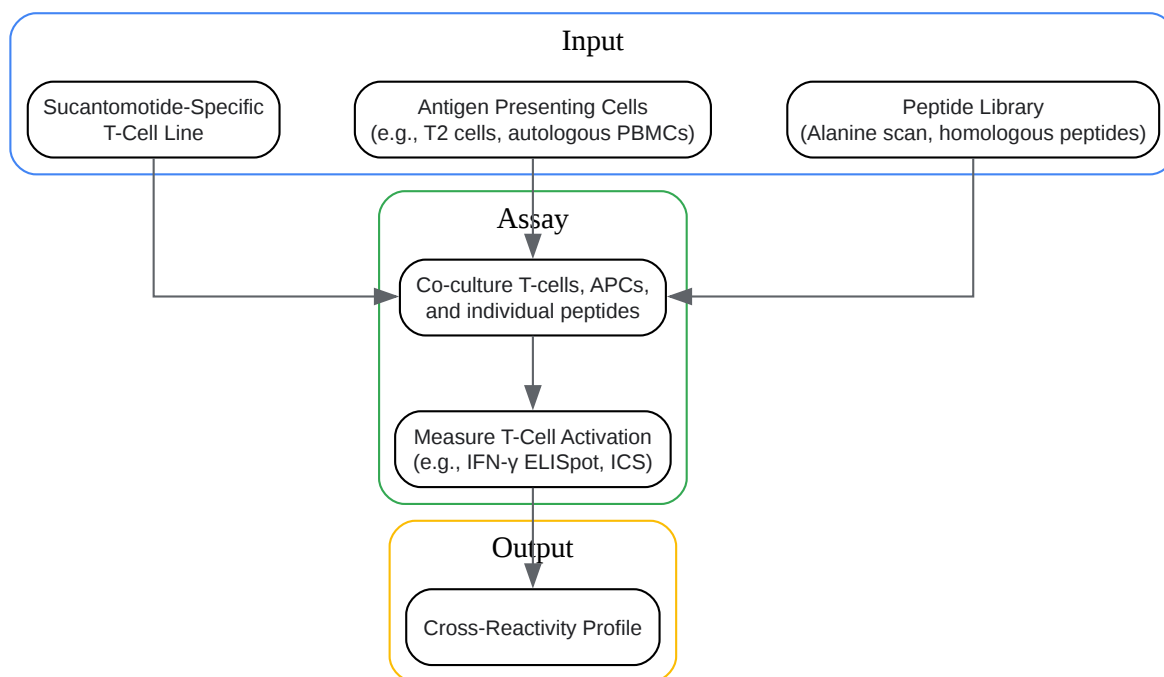 Input
Sucantomotide-Specific
T-Cell Line
Antigen Presenting Cells
(e.g., T2 cells, autologous PBMCs)
Peptide Library
(Alanine scan, homologous peptides)
Assay
Co-culture T-cells, APCs,
and individual peptides
Measure T-Cell Activation
(e.g., IFN-γ ELISpot, ICS)
Output
Cross-Reactivity Profile